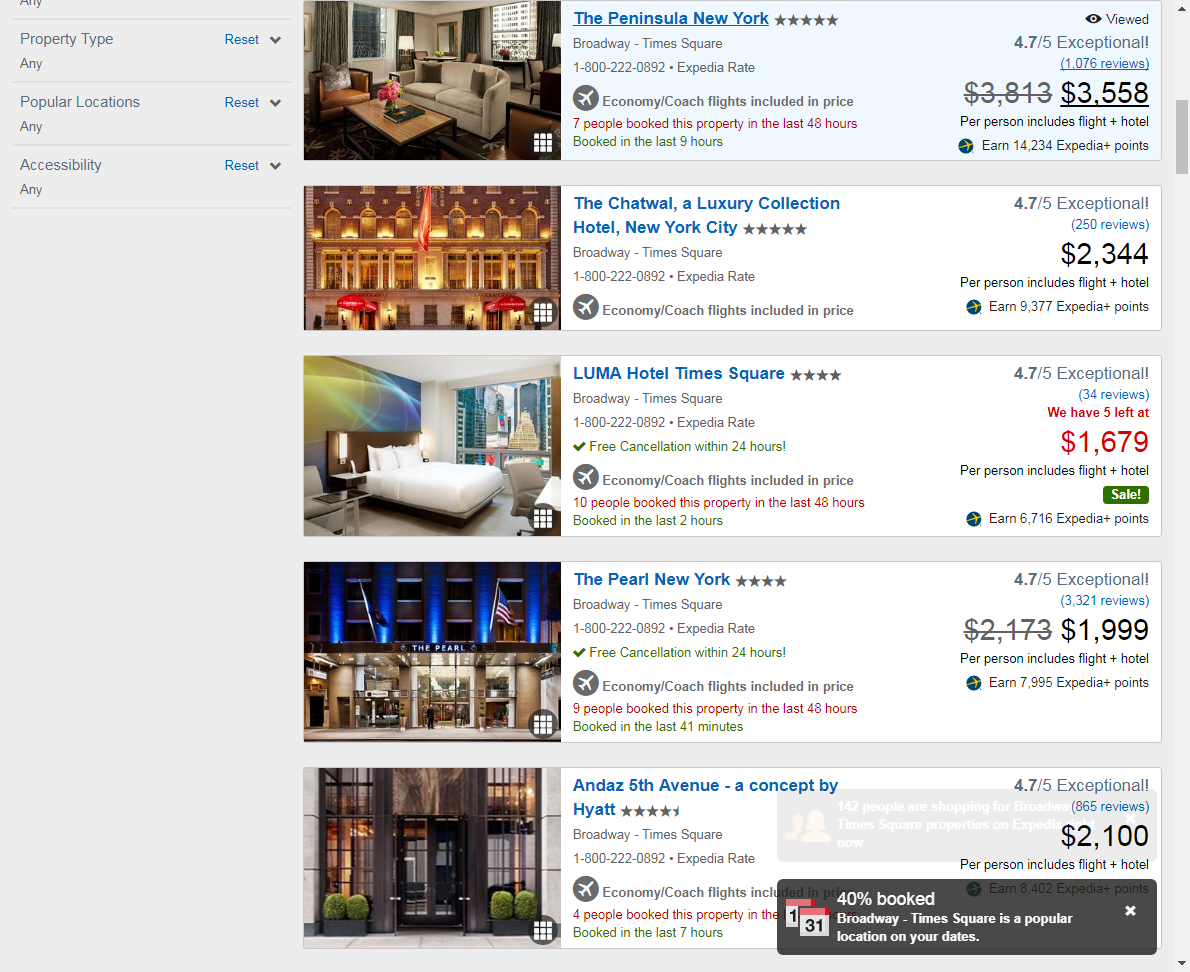 Any
Property Type
Reset
Any
Popular Locations
Reset
Any
Accessibility
Reset
Any
The Peninsula New York
Viewed
Broadway - Times Square
4.7/5 Exceptional!
1-800-222-0892 • Expedia Rate
(1,076 reviews)
$3,813 $3,558
Economy/Coach flights included in price
Per person includes flight + hotel
7 people booked this property in the last 48 hours
Booked in the last 9 hours
Earn 14,234 Expedia+ points
The Chatwal, a Luxury Collection
Hotel, New York City
4.7/5 Exceptional!
(250 reviews)
Broadway - Times Square
$2,344
1-800-222-0892 • Expedia Rate
Per person includes flight + hotel
Economy/Coach flights included in price
Earn 9,377 Expedia+ points
LUMA Hotel Times Square
4.7/5 Exceptional!
Broadway - Times Square
(34 reviews)
We have 5 left at
1-800-222-0892 • Expedia Rate
$1,679
Free Cancellation within 24 hours!
Per person includes flight + hotel
Economy/Coach flights included in price
Sale!
10 people booked this property in the last 48 hours
Booked in the last 2 hours
Earn 6,716 Expedia+ points
THE PEARL
The Pearl New York
4.7/5 Exceptional!
Broadway - Times Square
(3,321 reviews)
1-800-222-0892 • Expedia Rate
$2,173 $1,999
Free Cancellation within 24 hours!
Per person includes flight + hotel
Economy/Coach flights included in price
Earn 7,995 Expedia+ points
9 people booked this property in the last 48 hours
Booked in the last 41 minutes
Andaz 5th Avenue - a concept by
Hyatt
4.7/5 Exceptional!
(865 reviews)
142 people are shopping for
Times Square properties on Expedia
now
Broadway - Times Square
$2,100
1-800-222-0892 • Expedia Rate
Per person includes flight + hotel
Economy/Coach flights included in
Earn 8,402 Expedia+ points
4 people booked this property in the
Booked in the last 7 hours
1
31
40% booked
Broadway - Times Square is a popular
location on your dates.